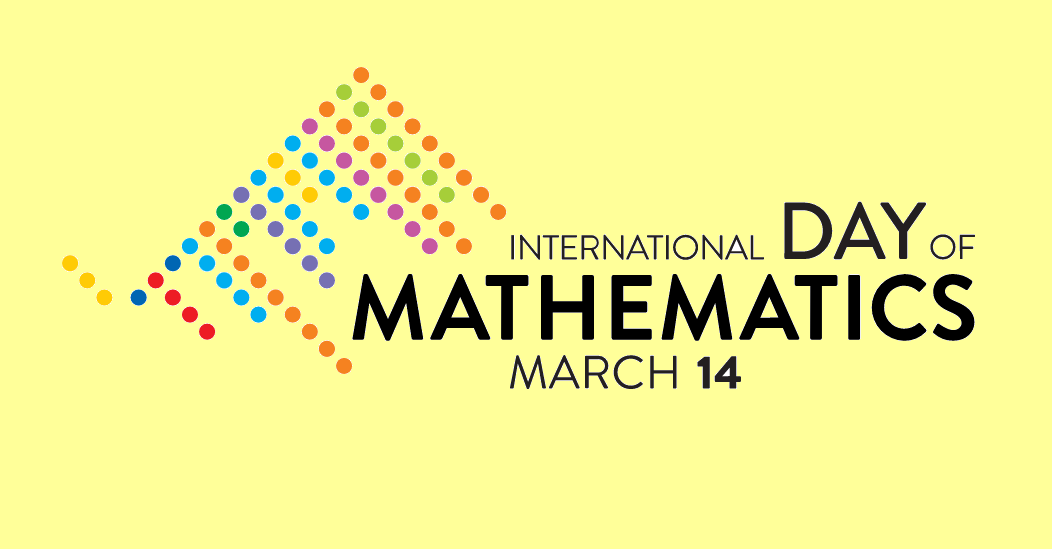 INTERNATIONAL DAY OF
MATHEMATICS
MARCH 14